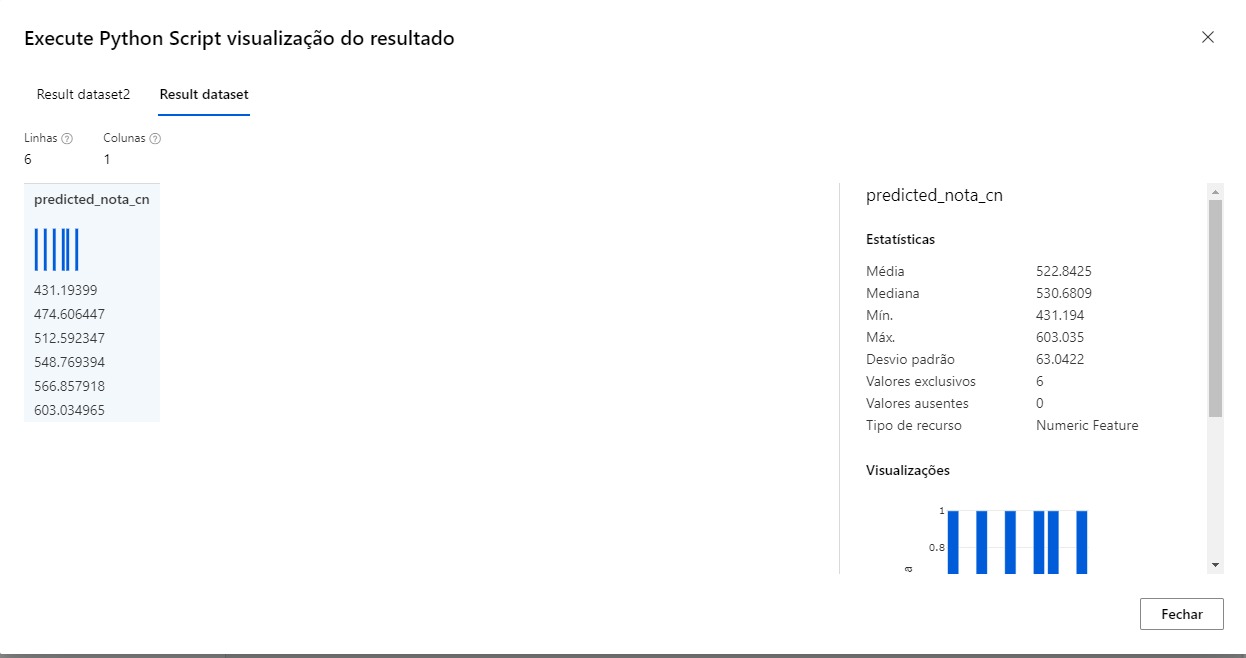 Execute Python Script visualização do resultado
Result dataset2 Result dataset
Linhas Colunas
6 1
predicted_nota_cn
431.19399
474.606447
512.592347
548.769394
566.857918
603.034965
predicted_nota_cn
Estatísticas
Média 522.8425
Mediana 530.6809
Mín. 431.194
Máx. 603.035
Desvio padrão 63.0422
Valores exclusivos 6
Valores ausentes 0
Tipo de recurso Numeric Feature
Visualizações
1
0.8
a
Fechar